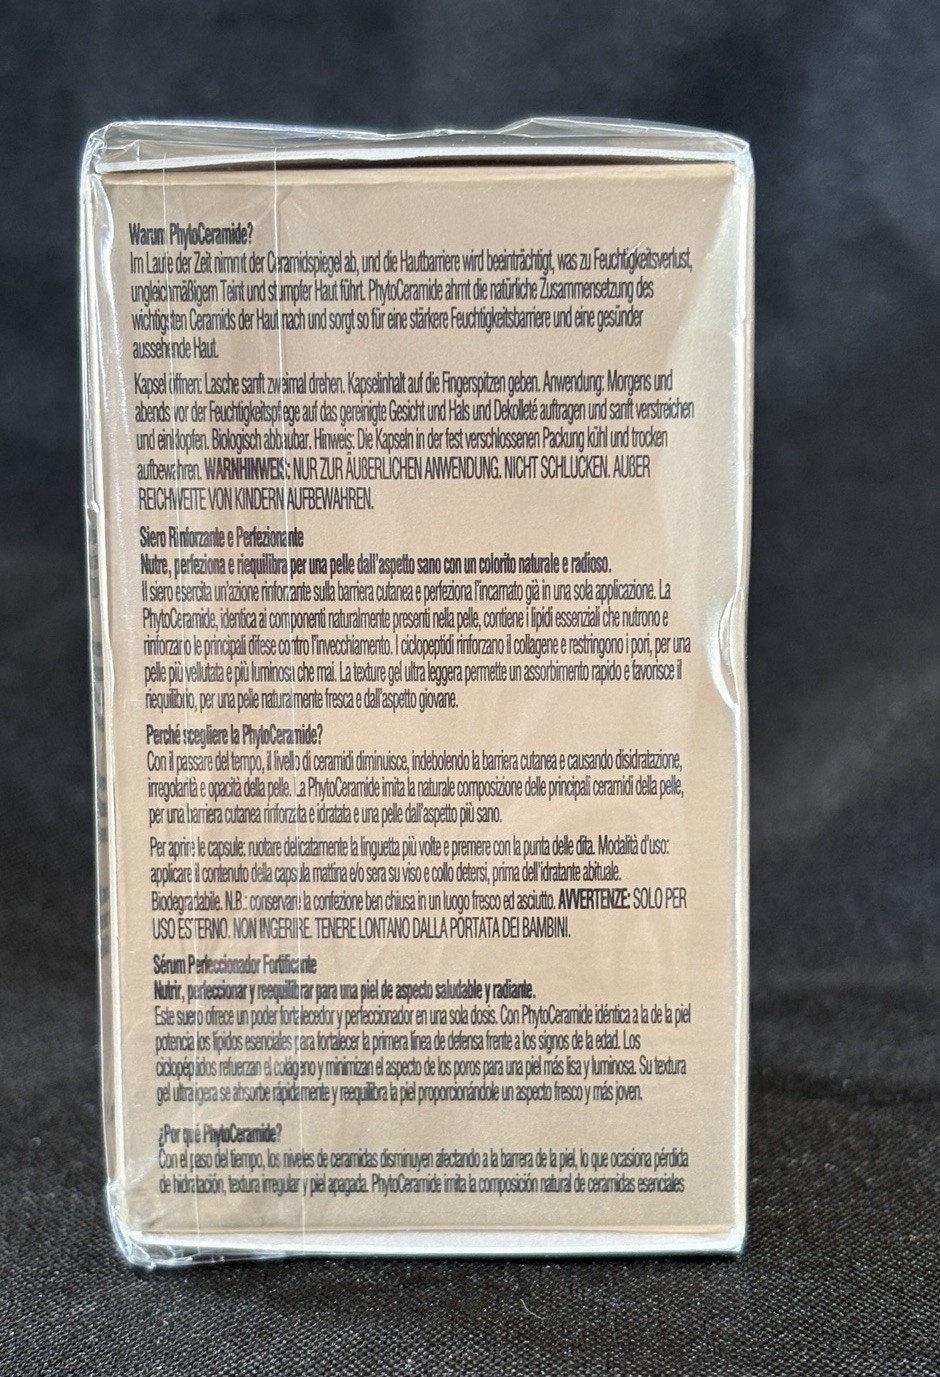 Warum PhytoCeramide?
Im Laufe der Zeit nimmt der Ceramidspiegel ab, und die Hautbarriere wird beeinträchtigt, was zu Feuchtigkeitsverlust,
ungleichmäßigem Teint und stumpfer Haut führt. PhytoCeramide ahmt die natürliche Zusammensetzung des
wichtigsten Ceramids der Haut nach und sorgt so für eine stärkere Feuchtigkeitsbarriere und eine gesünder
aussehende Haut.
Kapsel öffnen: Lasche sanft zweimal drehen. Kapselinhalt auf die Fingerspitzen geben. Anwendung: Morgens und
abends vor der Feuchtigkeitspflege auf das gereinigte Gesicht und Hals und Dekolleté auftragen und sanft verstreichen
und einklopfen. Biologisch abbaubar. Hinweis: Die Kapseln in der fest verschlossenen Packung kühl und trocken
aufbewahren. WARNHINWEIS: NUR ZUR ÄUßERLICHEN ANWENDUNG. NICHT SCHLUCKEN. AUßER
REICHWEITE VON KINDERN AUFBEWAHREN.
Siero Rinforzante e Perfezionante
Nutre, perfeziona e riequilibra per una pelle dall'aspetto sano con un colorito naturale e radioso.
Il siero esercita un'azione rinforzante sulla barriera cutanea e perfeziona l'incarnato già in una sola applicazione. La
PhytoCeramide, identica ai componenti naturalmente presenti nella pelle, contiene i lipidi essenziali che nutrono e
rinforzano le principali difese contro l'invecchiamento. I ciclopeptidi rinforzano il collagene e restringono i pori, per una
pelle più vellutata e più luminosa che mai. La texture gel ultra leggera permette un assorbimento rapido e favorisce il
riequilibrio, per una pelle naturalmente fresca e dall'aspetto giovane.
Perché scegliere la PhytoCeramide?
Con il passare del tempo, il livello di ceramidi diminuisce, indebolendo la barriera cutanea e causando disidratazione,
irregolarità e opacità della pelle. La PhytoCeramide imita la naturale composizione delle principali ceramidi della pelle,
per una barriera cutanea rinforzata e idratata e una pelle dall'aspetto più sano.
Per aprire le capsule: ruotare delicatamente la linguetta più volte e premere con la punta delle dita. Modalità d'uso:
applicare il contenuto della capsula mattina e/o sera su viso e collo detersi, prima dell'idratante abituale.
Biodegradabile. N.B.: conservare la confezione ben chiusa in un luogo fresco ed asciutto. AVVERTENZE: SOLO PER
USO ESTERNO. NON INGERIRE. TENERE LONTANO DALLA PORTATA DEI BAMBINI.
Sérum Perfeccionador Fortificante
Nutrir, perfeccionar y reequilibrar para una piel de aspecto saludable y radiante.
Este suero ofrece un poder fortalecedor y perfeccionador en una sola dosis. Con PhytoCeramide idéntica a la de la piel
potencia los lípidos esenciales para fortalecer la primera línea de defensa frente a los signos de la edad. Los
ciclopéptidos refuerzan el colágeno y minimizan el aspecto de los poros para una piel más lisa y luminosa. Su textura
gel ultraligera se absorbe rápidamente y reequilibra la piel proporcionándole un aspecto fresco y más joven.
¿Por qué PhytoCeramide?
Con el paso del tiempo, los niveles de ceramidas disminuyen afectando a la barrera de la piel, lo que ocasiona pérdida
de hidratación, textura irregular y piel apagada. PhytoCeramide imita la composición natural de ceramidas esenciales